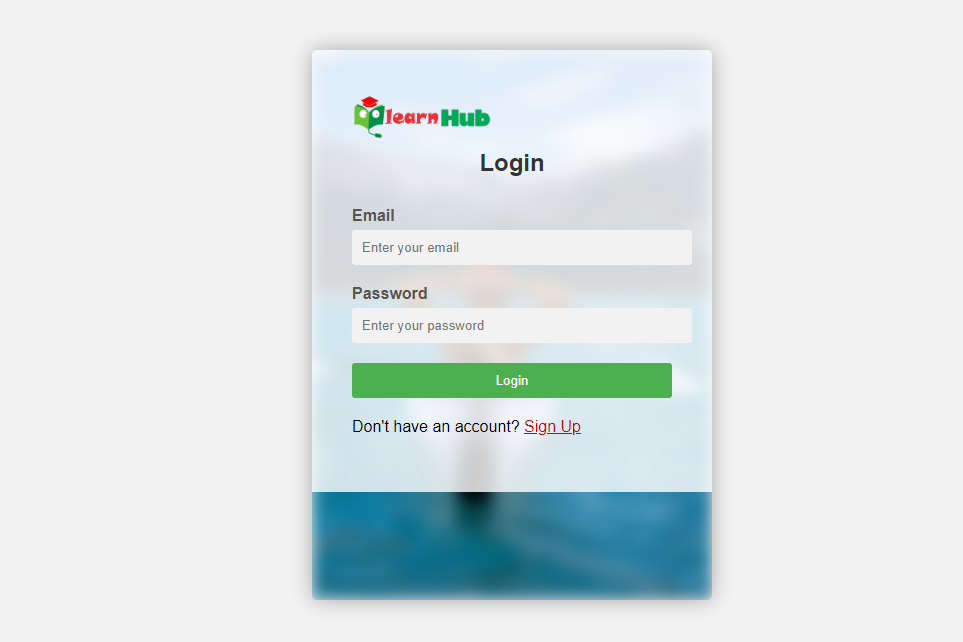 learnHub
Login
Email
Enter your email
Password
Enter your password
Login
Don't have an account? Sign Up